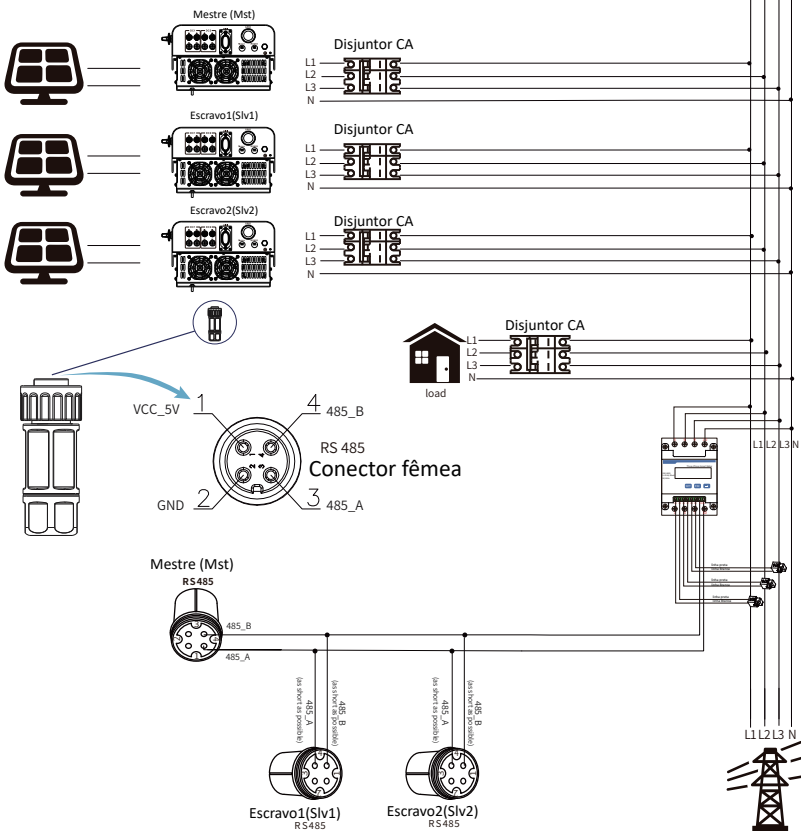 Mestre (Mst)
Disjuntor CA
L1
L2
L3
N
Escravo1(Slv1)
Disjuntor CA
L1
L2
L3
N
Escravo2(Slv2)
Disjuntor CA
L1
L2
L3
N
Disjuntor CA
L1
L2
L3
N
load
VCC_5V
1
4
485_B
RS 485
Conector fêmea
GND
2
3
485_A
1
4
2
3
L1 L2 L3 N
Mestre (Mst)
RS485
485_B
485_A
485_A
(as short as possible)
485_B
(as short as possible)
485_A
(as short as possible)
485_B
(as short as possible)
Escravo1(Slv1)
RS485
Escravo2(Slv2)
RS485
L1 L2 L3 N